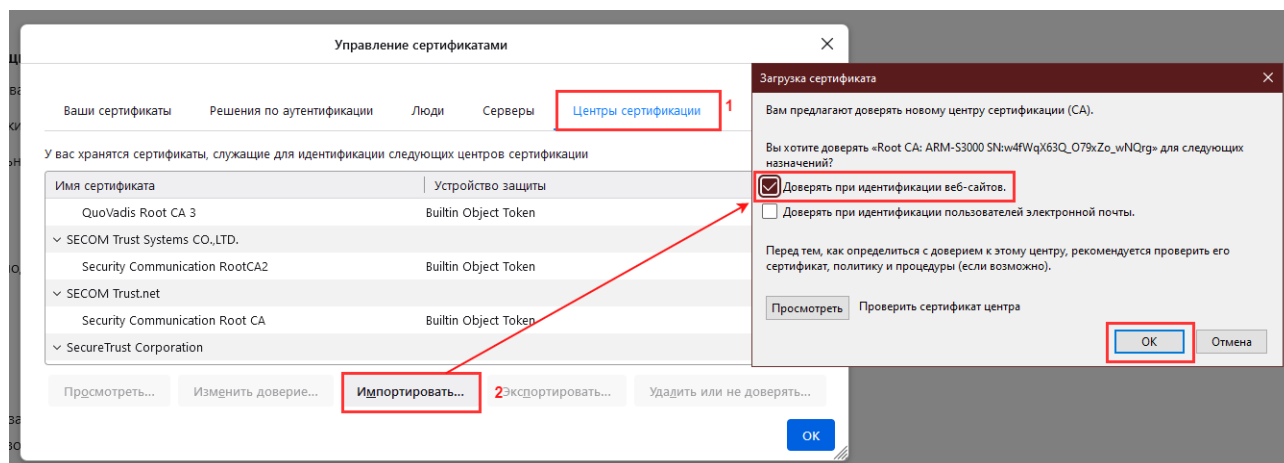 Управление сертификатами
Ваши сертификаты
Решения по аутентификации
Люди
Серверы
Центры сертификации
1
У вас хранятся сертификаты, служащие для идентификации следующих центров сертификации
Имя сертификата
Устройство защиты
QuoVadis Root CA 3
Builtin Object Token
SECOM Trust Systems CO.,LTD.
Security Communication RootCA2
Builtin Object Token
SECOM Trust.net
Security Communication Root CA
Builtin Object Token
SecureTrust Corporation
Просмотреть...
Изменить доверие...
Импортировать...
2
Экспортировать...
Удалить или не доверять...
ОК
Загрузка сертификата
Вам предлагают доверять новому центру сертификации (CA).
Вы хотите доверять «Root CA: ARM-S3000 SN:w4fWqX63Q_O79xZo_wNQrg» для следующих
назначений?
Доверять при идентификации веб-сайтов.
Доверять при идентификации пользователей электронной почты.
Перед тем, как определиться с доверием к этому центру, рекомендуется проверить его
сертификат, политику и процедуры (если возможно).
Просмотреть
Проверить сертификат центра
ОК
Отмена